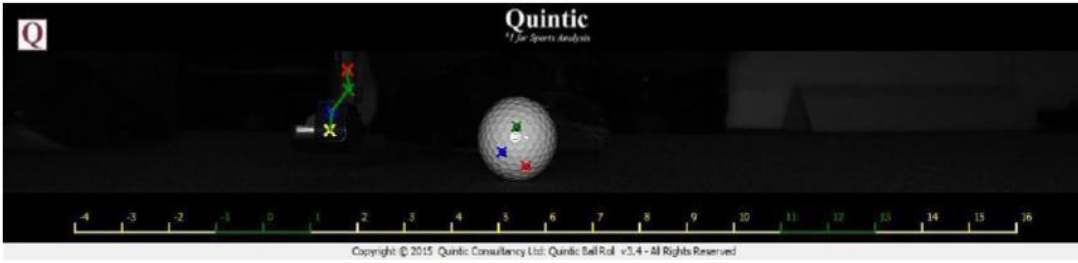 Q
Quintic
#1 for Sports Analysis
-4 -3 -2 -1 0 1 2 3 4 5 6 7 8 9 10 11 12 13 14 15 16
Copyright © 2015 Quintic Consultancy Ltd: Quintic Ball Roll v3.4 - All Rights Reserved